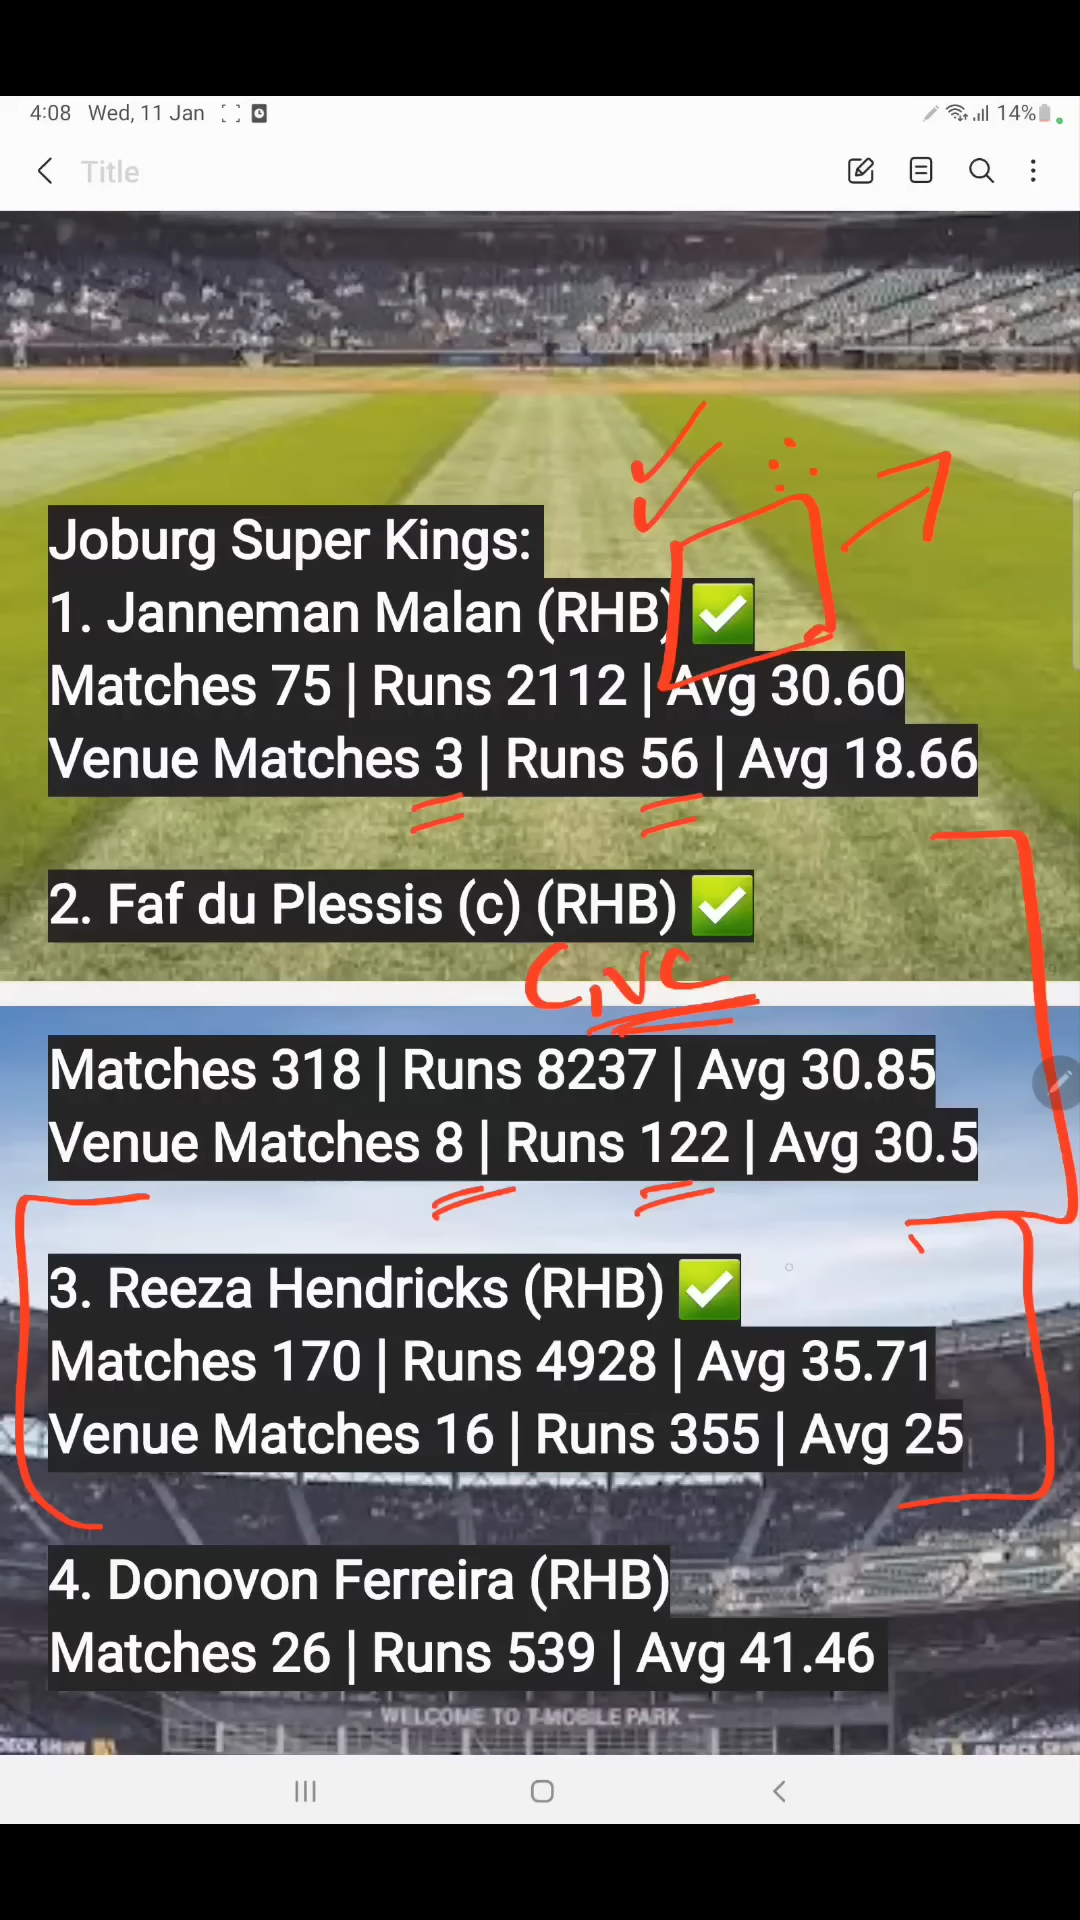 4:08 Wed, 11 Jan 14%
Title
Joburg Super Kings:
1. Janneman Malan (RHB) ✅
Matches 75 | Runs 2112 | Avg 30.60
Venue Matches 3 | Runs 56 | Avg 18.66
2. Faf du Plessis (c) (RHB) ✅
C, VC
Matches 318 | Runs 8237 | Avg 30.85
Venue Matches 8 | Runs 122 | Avg 30.5
3. Reeza Hendricks (RHB) ✅
Matches 170 | Runs 4928 | Avg 35.71
Venue Matches 16 | Runs 355 | Avg 25
4. Donovon Ferreira (RHB)
Matches 26 | Runs 539 | Avg 41.46
WELCOME TO T-MOBILE PARK